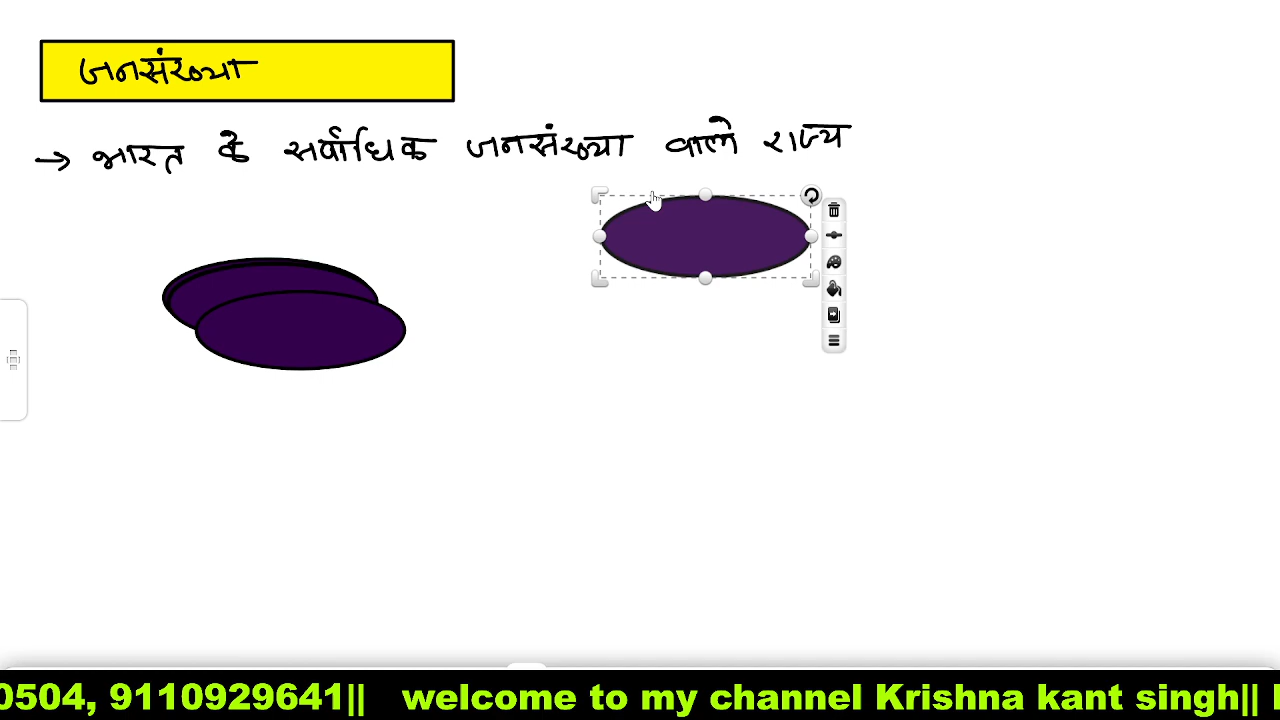 जनसंख्या
→ भारत के सर्वाधिक जनसंख्या वाले राज्य
0504, 9110929641|| welcome to my channel Krishna kant singh||